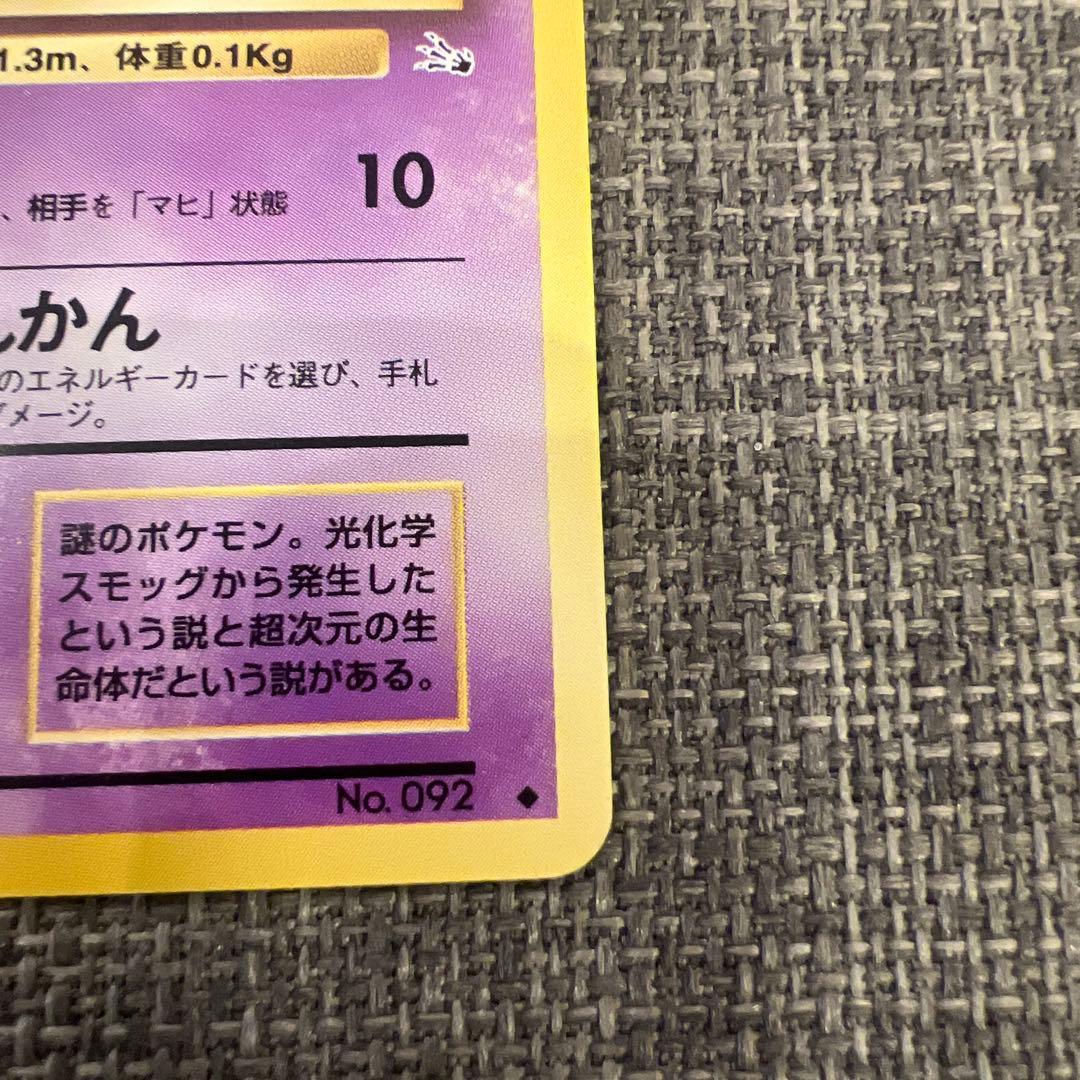 1.3m、体重0.1Kg
10
、相手を「マヒ」状態
んかん
のエネルギーカードを選び、手札
ダメージ。
謎のポケモン。光化学
スモッグから発生した
という説と超次元の生
命体だという説がある。
No. 092 ◆